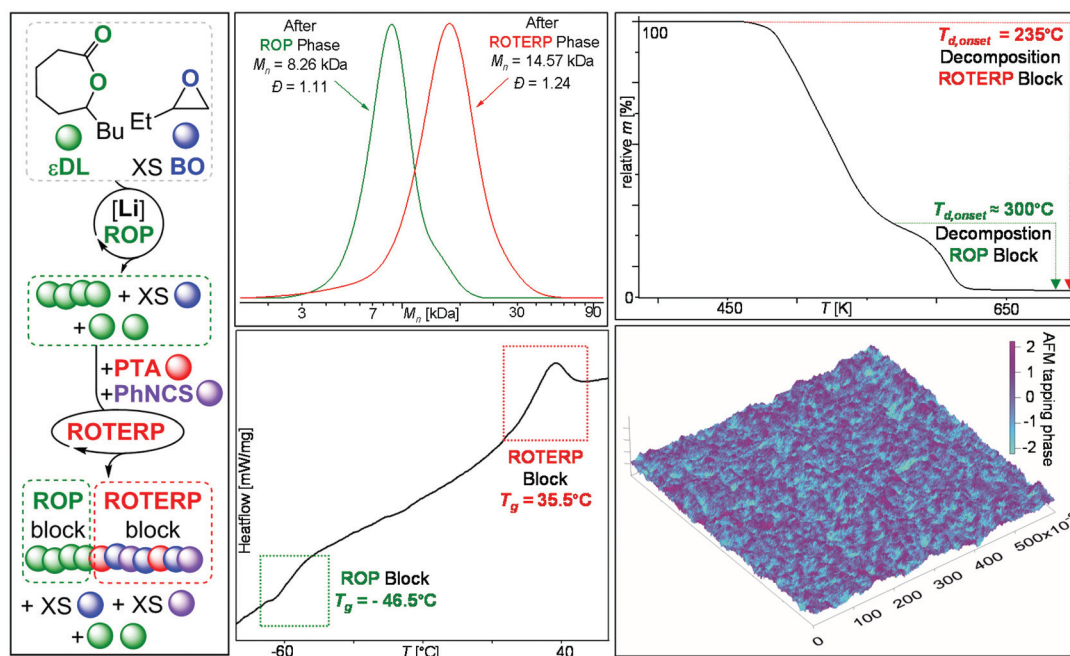 O
O
Bu
εDL
O
Et
XS BO
[Li]
ROP
+ XS
+
+PTA
+PhNCS
ROTERP
ROP ROTERP
block block
+ XS + XS
+
After
ROP Phase
Mn = 8.26 kDa
Đ = 1.11
After
ROTERP Phase
Mn = 14.57 kDa
Đ = 1.24
3 7 Mn [kDa] 30 90
100
relative m [%]
0
Td,onset = 235°C
Decomposition
ROTERP Block
Td,onset ≈ 300°C
Decompostion
ROP Block
450 T [K] 650
Heatflow [mW/mg]
ROTERP
Block
Tg = 35.5°C
ROP Block
Tg = - 46.5°C
-60 T [°C] 40
AFM tapping phase
2
1
0
-1
-2
0 100 200 300 400 500x10